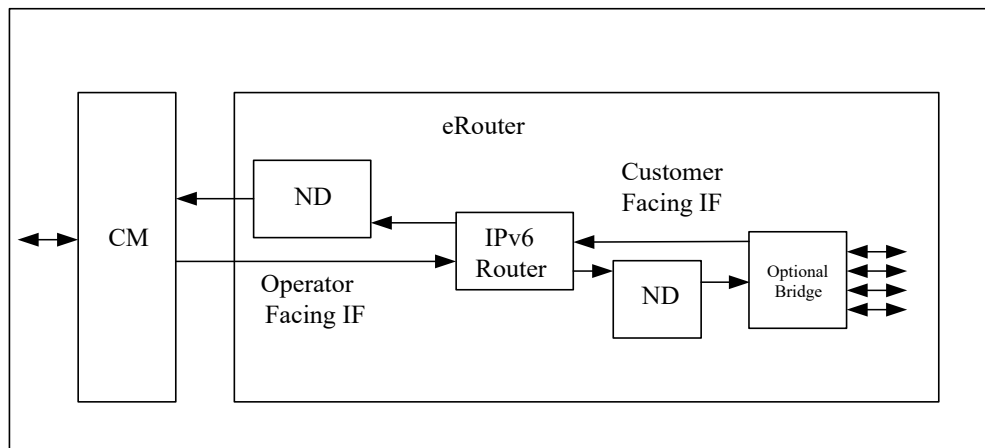 eRouter
Customer
Facing IF
ND
CM
IPv6
Router
Optional
Bridge
ND
Operator
Facing IF